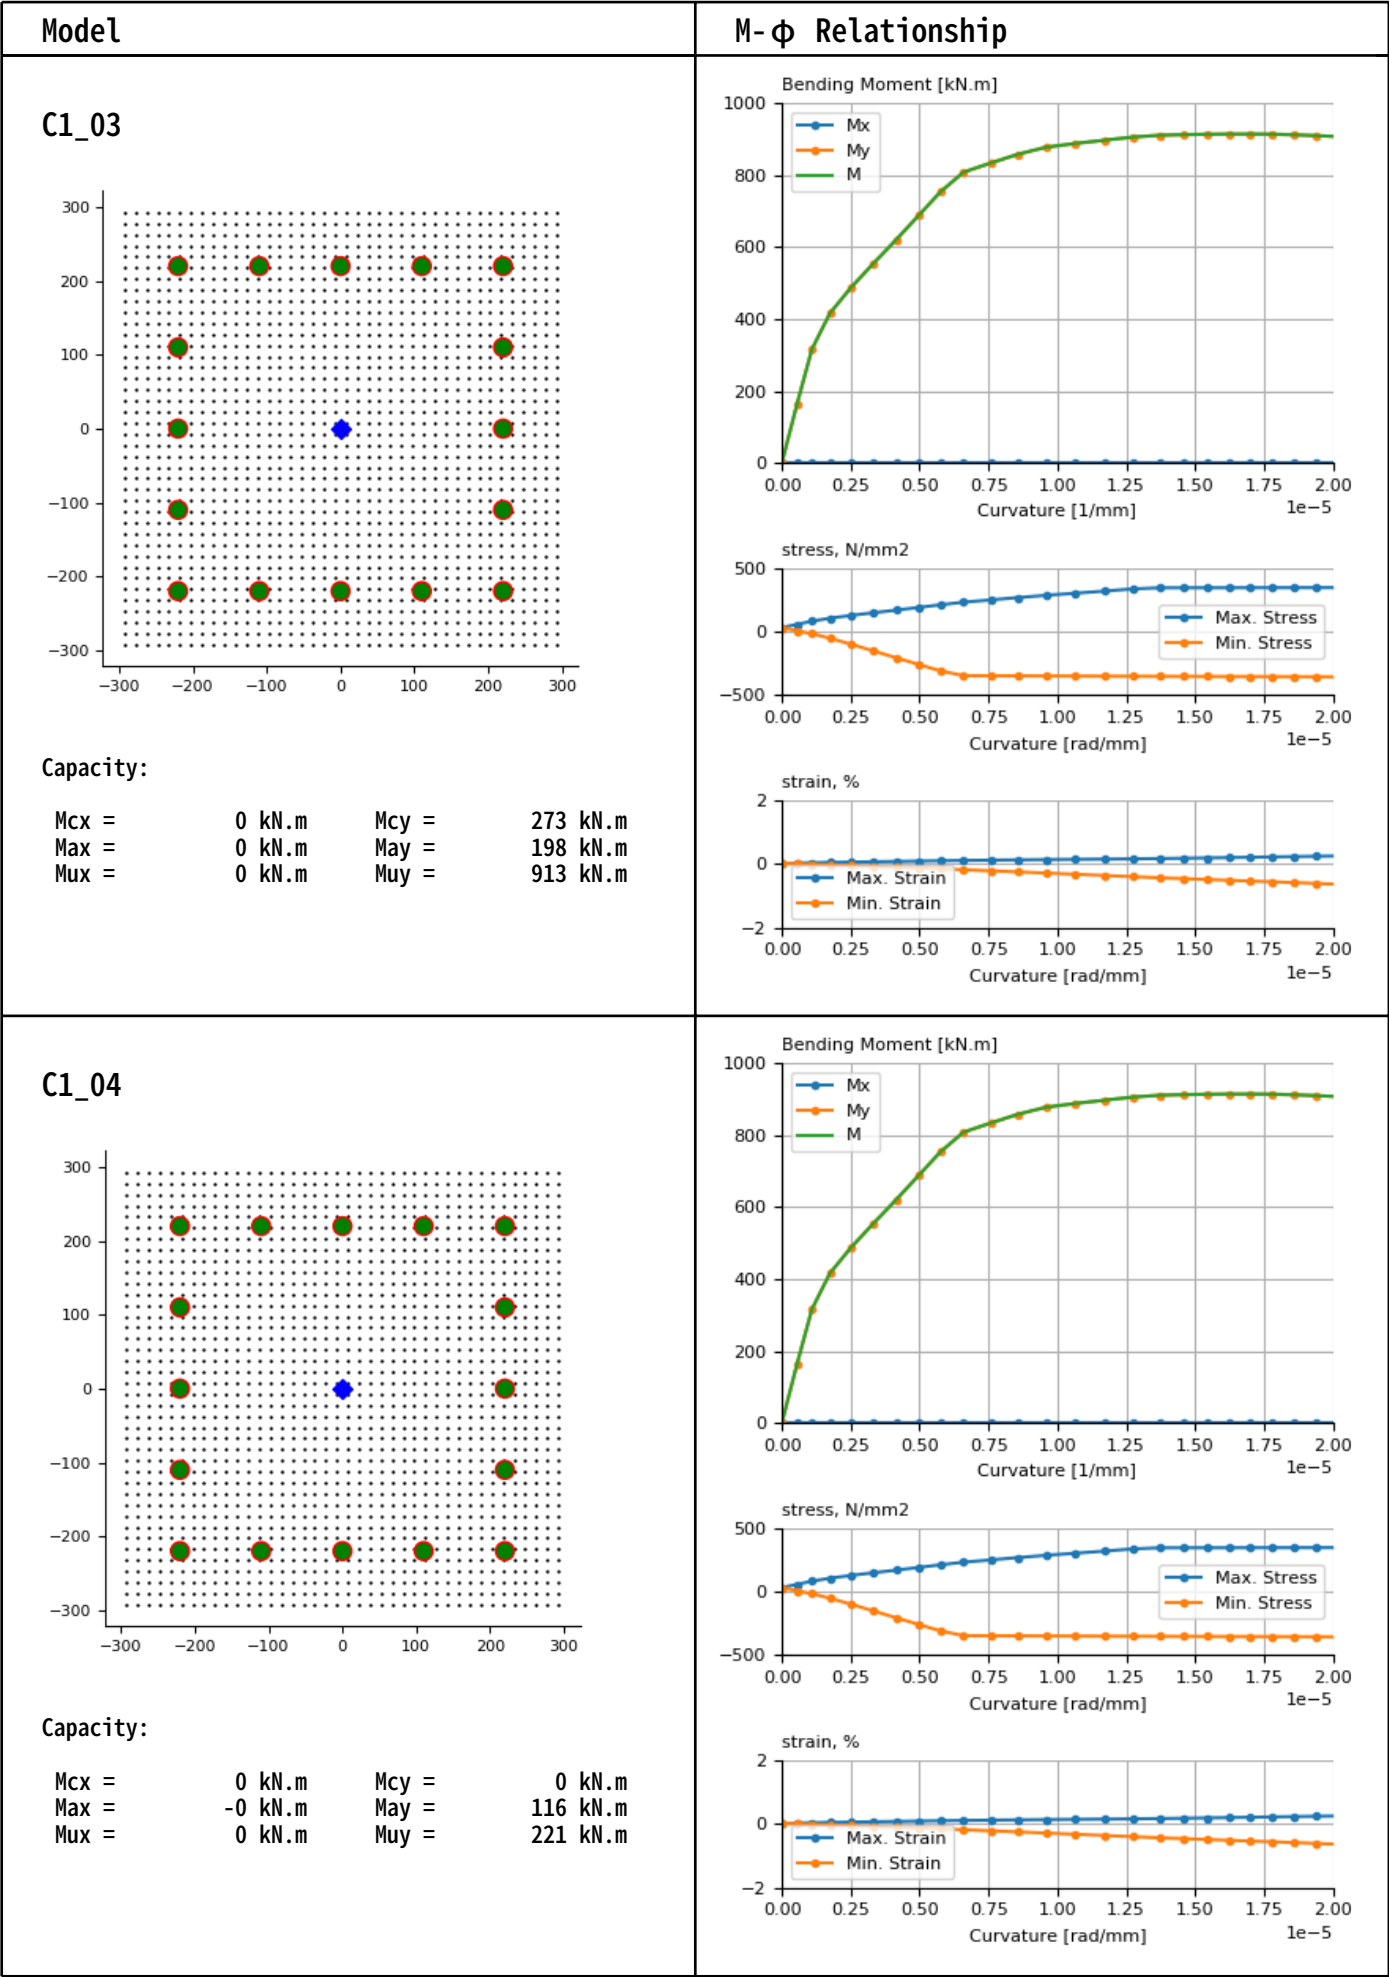 Model
M-Φ Relationship
C1_03
300
200
100
0
−100
−200
−300
−300 −200 −100 0 100 200 300
Capacity:
Mcx = 0 kN.m Mcy = 273 kN.m
Max = 0 kN.m May = 198 kN.m
Mux = 0 kN.m Muy = 913 kN.m
Bending Moment [kN.m]
1000
800
600
400
200
0
Mx
My
M
0.00 0.25 0.50 0.75 1.00 1.25 1.50 1.75 2.00
1e−5
Curvature [1/mm]
stress, N/mm2
500
0
−500
Max. Stress
Min. Stress
0.00 0.25 0.50 0.75 1.00 1.25 1.50 1.75 2.00
1e−5
Curvature [rad/mm]
strain, %
2
0
−2
Max. Strain
Min. Strain
0.00 0.25 0.50 0.75 1.00 1.25 1.50 1.75 2.00
1e−5
Curvature [rad/mm]
C1_04
300
200
100
0
−100
−200
−300
−300 −200 −100 0 100 200 300
Capacity:
Mcx = 0 kN.m Mcy = 0 kN.m
Max = -0 kN.m May = 116 kN.m
Mux = 0 kN.m Muy = 221 kN.m
Bending Moment [kN.m]
1000
800
600
400
200
0
Mx
My
M
0.00 0.25 0.50 0.75 1.00 1.25 1.50 1.75 2.00
1e−5
Curvature [1/mm]
stress, N/mm2
500
0
−500
Max. Stress
Min. Stress
0.00 0.25 0.50 0.75 1.00 1.25 1.50 1.75 2.00
1e−5
Curvature [rad/mm]
strain, %
2
0
−2
Max. Strain
Min. Strain
0.00 0.25 0.50 0.75 1.00 1.25 1.50 1.75 2.00
1e−5
Curvature [rad/mm]